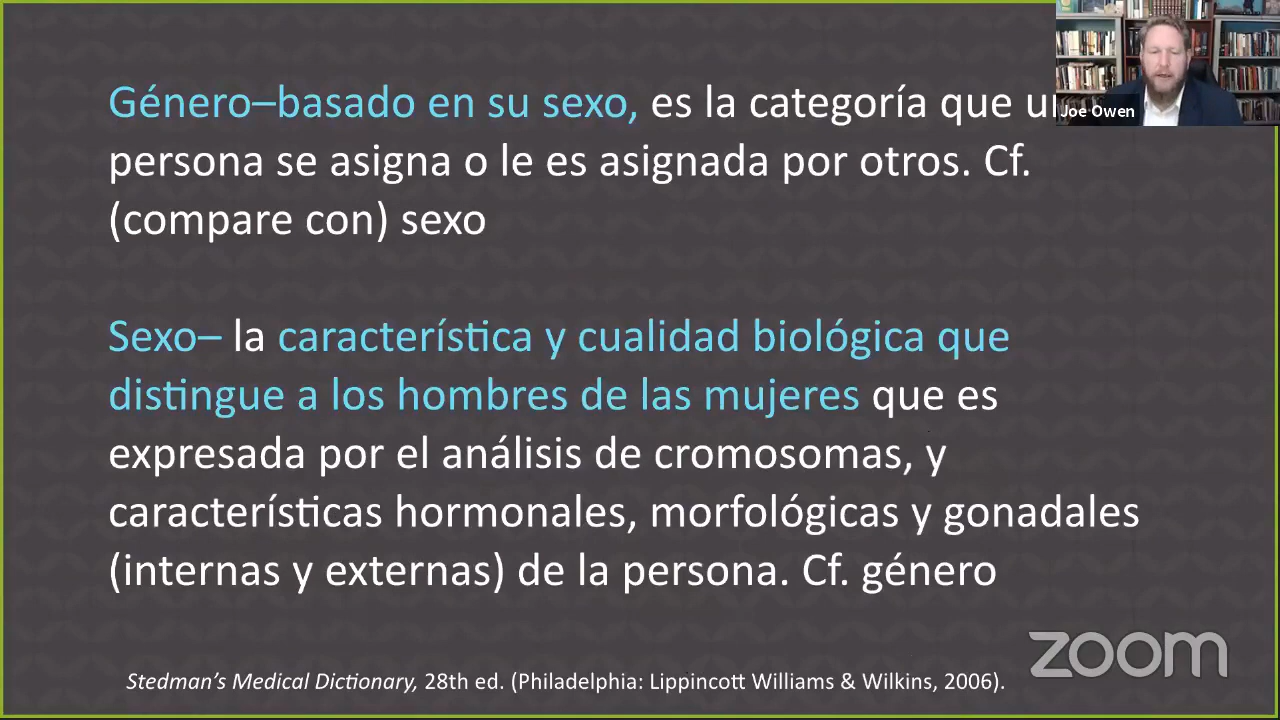 Género–basado en su sexo, es la categoría que
persona se asigna o le es asignada por otros. Cf.
(compare con) sexo
Sexo– la característica y cualidad biológica que
distingue a los hombres de las mujeres que es
expresada por el análisis de cromosomas, y
características hormonales, morfológicas y gonadales
(internas y externas) de la persona. Cf. género
Stedman's Medical Dictionary, 28th ed. (Philadelphia: Lippincott Williams & Wilkins, 2006).
Joe Owen
zoom